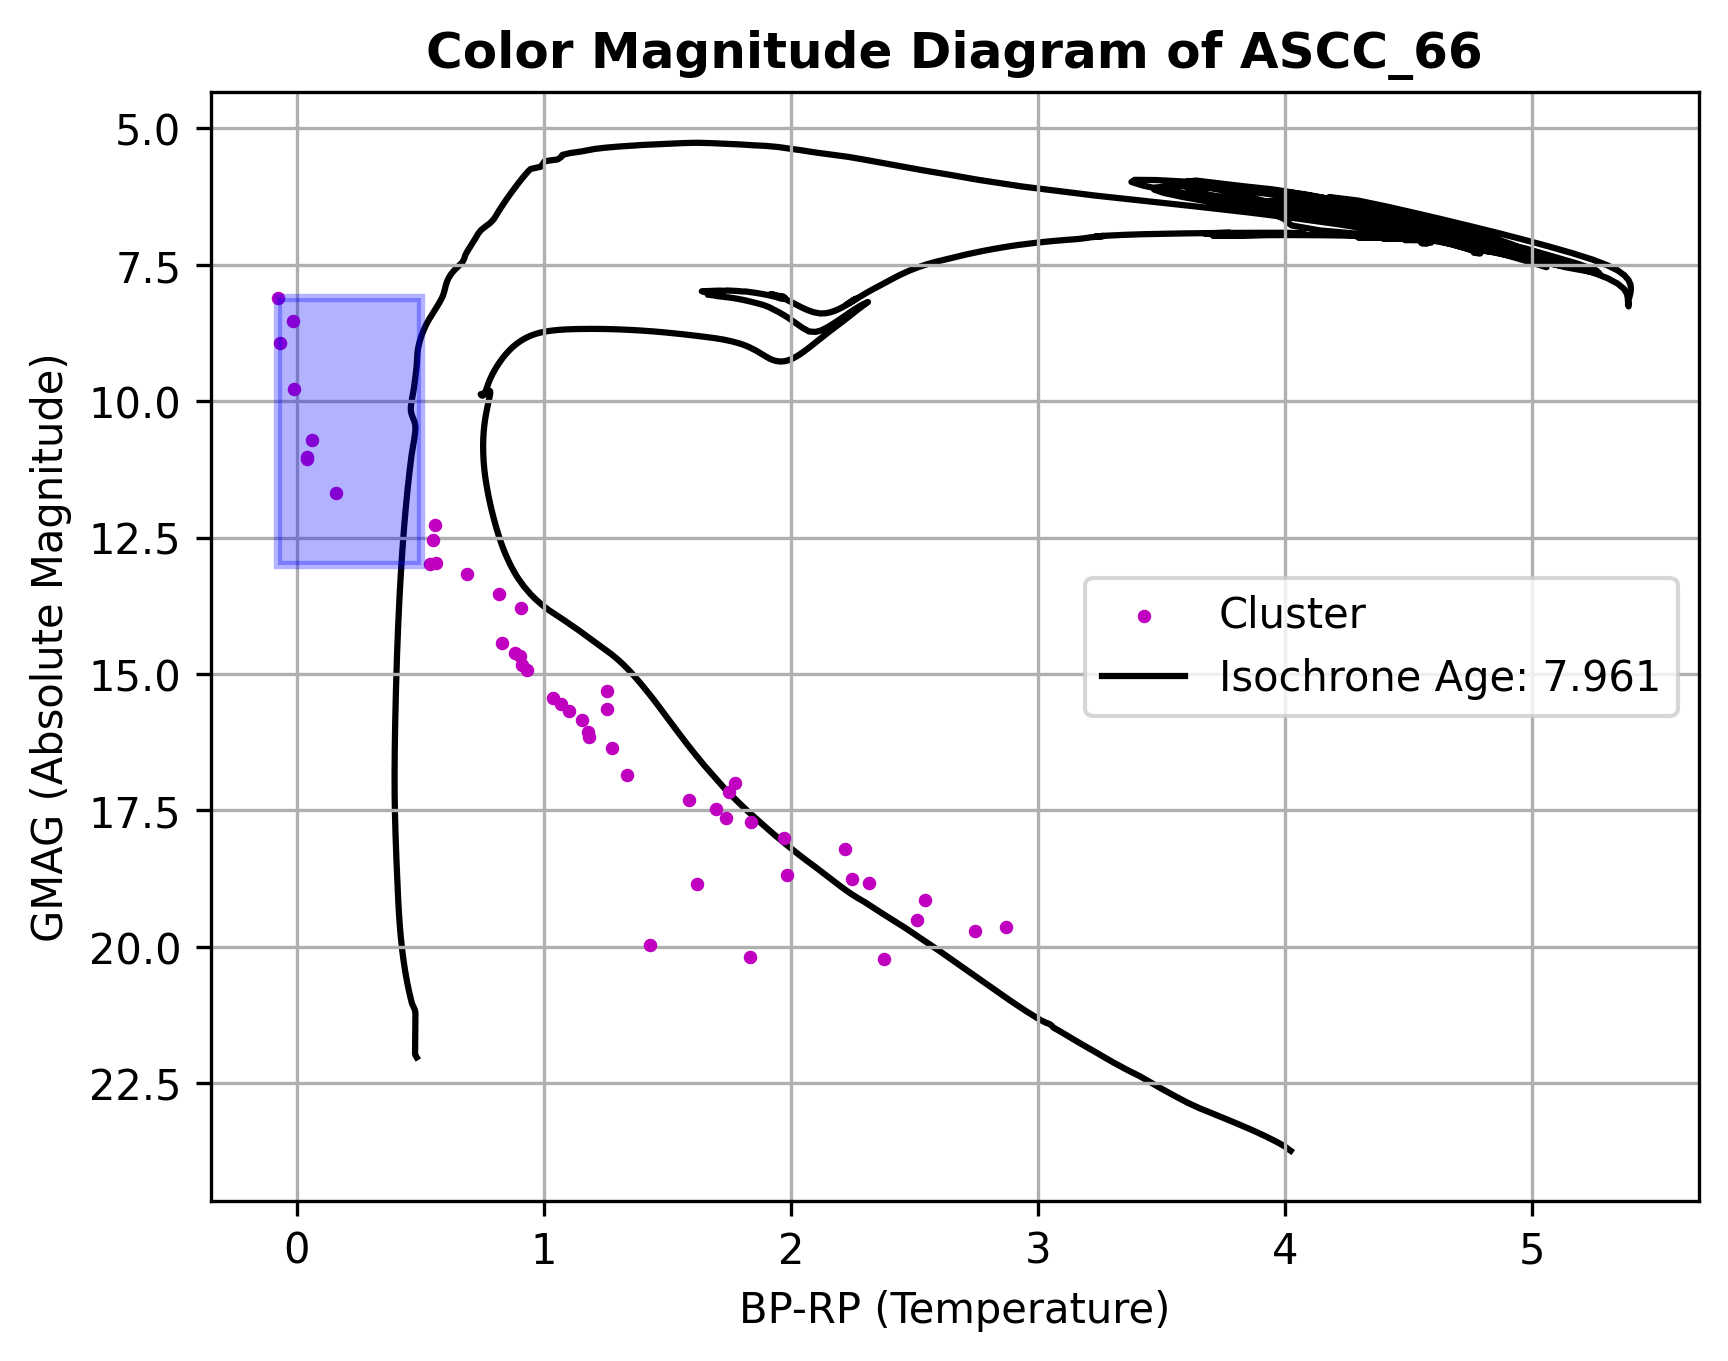 Color Magnitude Diagram of ASCC_66
GMAG (Absolute Magnitude)
5.0
7.5
10.0
12.5
15.0
17.5
20.0
22.5
Cluster
Isochrone Age: 7.961
0 1 2 3 4 5
BP-RP (Temperature)